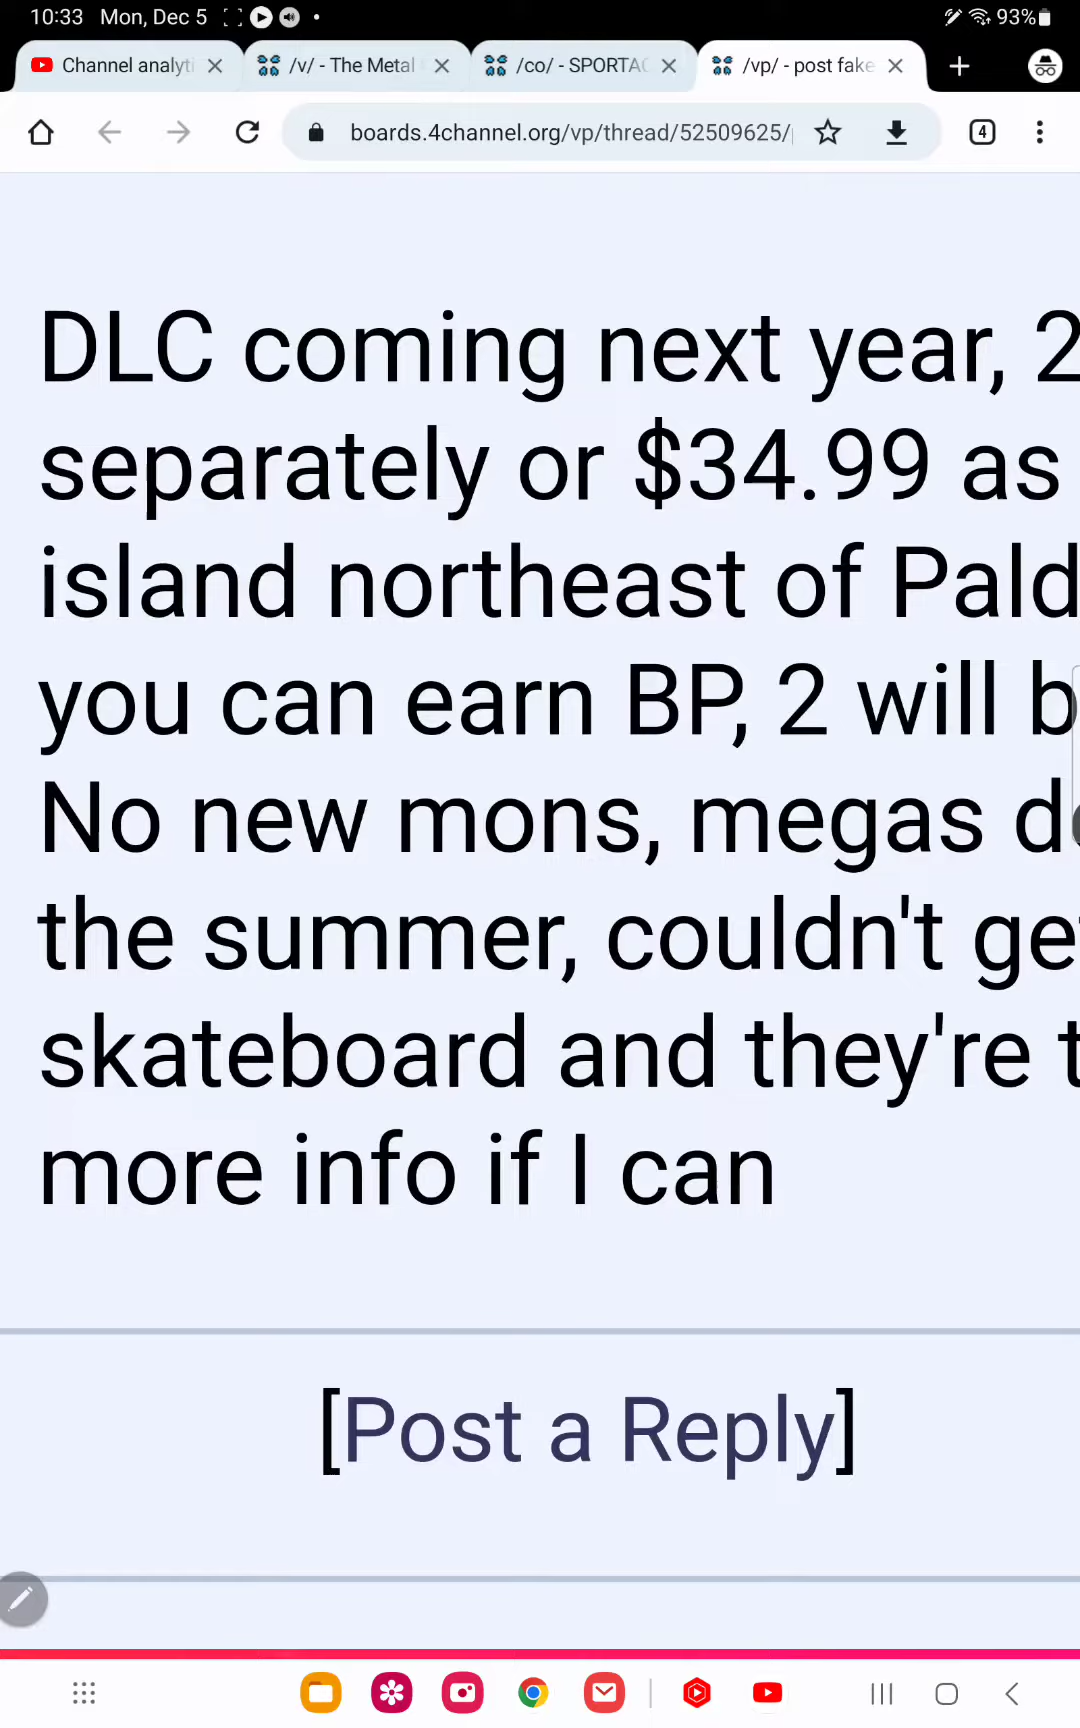 10:33 Mon, Dec 5 93%
Channel analyti /v/ - The Metal /co/ - SPORTAC /vp/ - post fake
boards.4channel.org/vp/thread/52509625/ 4
DLC coming next year, 2
separately or $34.99 as
island northeast of Pald
you can earn BP, 2 will b
No new mons, megas d
the summer, couldn't ge
skateboard and they're t
more info if I can
[Post a Reply]